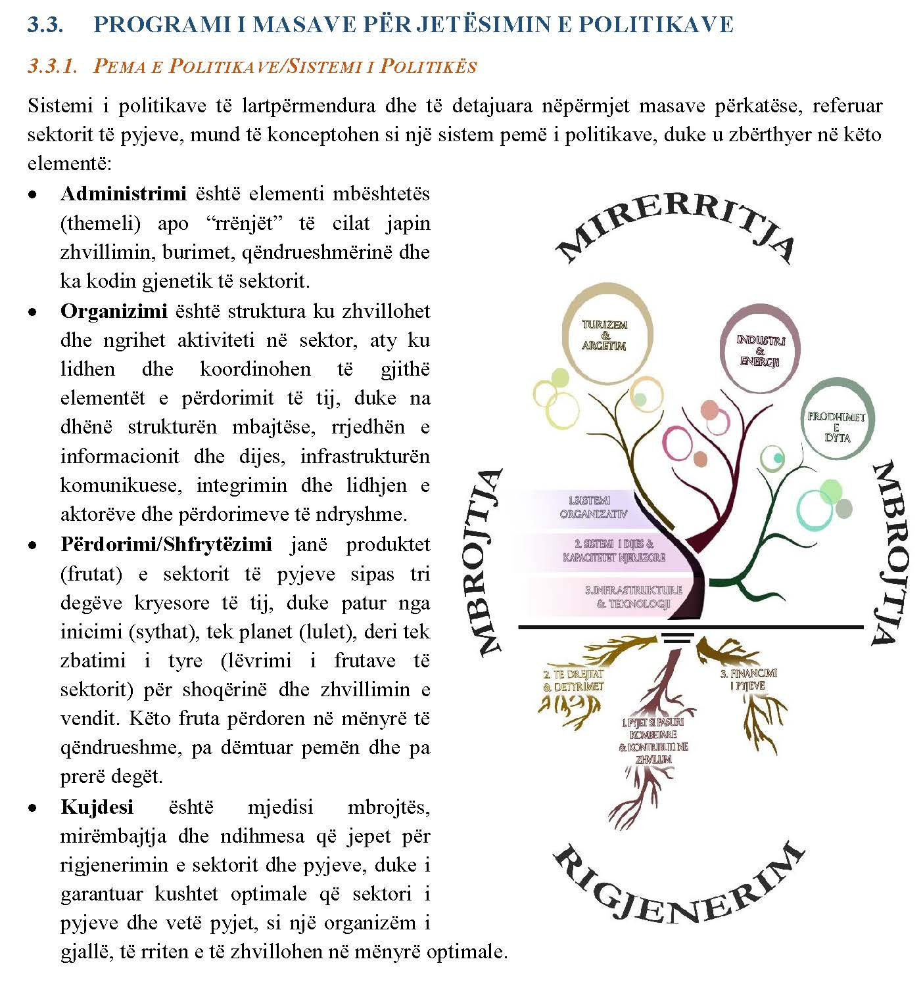 3.3. PROGRAMI I MASAVE PËR JETËSIMIN E POLITIKAVE
3.3.1. PEMA E POLITIKAVE/SISTEMI I POLITIKËS
Sistemi i politikave të lartpërmendura dhe të detajuara nëpërmjet masave përkatëse, referuar
sektorit të pyjeve, mund të konceptohen si një sistem pemë i politikave, duke u zbërthyer në këto
elementë:
• Administrimi është elementi mbështetës
(themeli) apo “rrënjët” të cilat japin
zhvillimin, burimet, qëndrueshmërinë dhe
ka kodin gjenetik të sektorit.
• Organizimi është struktura ku zhvillohet
dhe ngrihet aktiviteti në sektor, aty ku
lidhen dhe koordinohen të gjithë
elementët e përdorimit të tij, duke na
dhënë strukturën mbajtëse, rrjedhën e
informacionit dhe dijes, infrastrukturën
komunikuese, integrimin dhe lidhjen e
aktorëve dhe përdorimeve të ndryshme.
• Përdorimi/Shfrytëzimi janë produktet
(frutat) e sektorit të pyjeve sipas tri
degëve kryesore të tij, duke patur nga
inicimi (sythat), tek planet (lulet), deri tek
zbatimi i tyre (lëvrimi i frutave të
sektorit) për shoqërinë dhe zhvillimin e
vendit. Këto fruta përdoren në mënyrë të
qëndrueshme, pa dëmtuar pemën dhe pa
prerë degët.
• Kujdesi është mjedisi mbrojtës,
mirëmbajtja dhe ndihmesa që jepet për
rigjenerimin e sektorit dhe pyjeve, duke i
garantuar kushtet optimale që sektori i
pyjeve dhe vetë pyjet, si një organizëm i
gjallë, të rriten e të zhvillohen në mënyrë optimale.
MIRERRITJA
TURIZEM
&
ARGETIM
INDUSTRI
&
ENERGJI
PRODHIMET
E
DYTA
MBROJTJA
MBROJTJA
1.SISTEMI
ORGANIZATIV
2. SISTEMI I DIJES &
KAPACITETET NJEREZORE
3.INFRASTRUKTURE
& TEKNOLOGJI
2. TE DREJTAT
& DETYRIMET
3. FINANCIMI
I PYJEVE
1.PYJET SI PASURI
KOMBETARE
& KONTRIBUTI NE
ZHVILLIM
RIGJENERIM